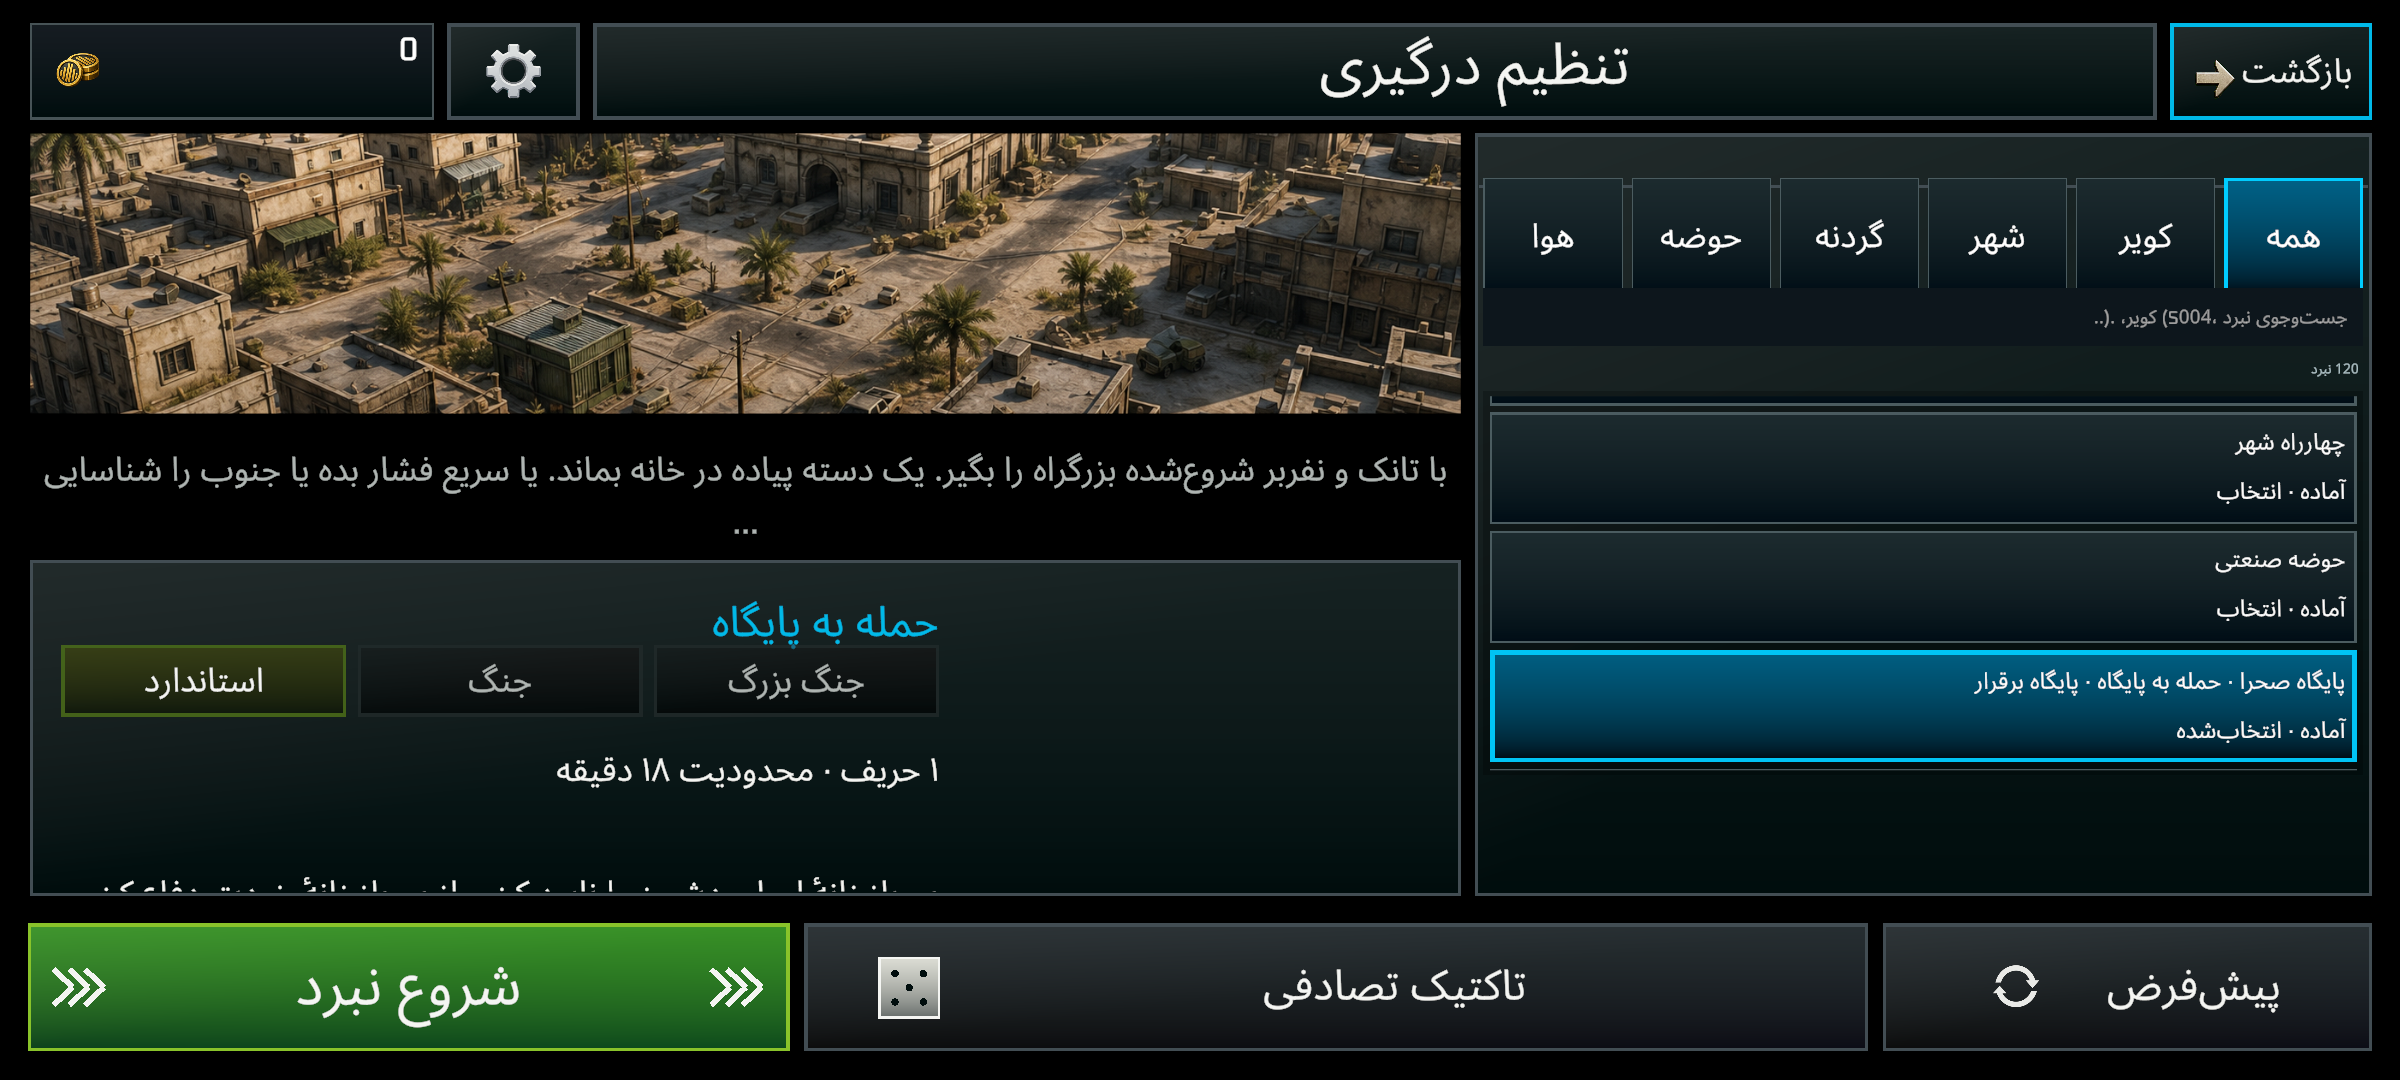 بازگشت
تنظیم درگیری
0
همه
کویر
شهر
گردنه
حوضه
هوا
جست‌وجوی نبرد ،5004) کویر، .(..
120 نبرد
چهارراه شهر
آماده · انتخاب
حوضه صنعتی
آماده · انتخاب
پایگاه صحرا · حمله به پایگاه · پایگاه برقرار
آماده · انتخاب‌شده
با تانک و نفربر شروع‌شده بزرگراه را بگیر. یک دسته پیاده در خانه بماند. یا سریع فشار بده یا جنوب را شناسایی
...
حمله به پایگاه
جنگ بزرگ
جنگ
استاندارد
۱ حریف · محدودیت ۱۸ دقیقه
پیش‌فرض
تاکتیک تصادفی
شروع نبرد